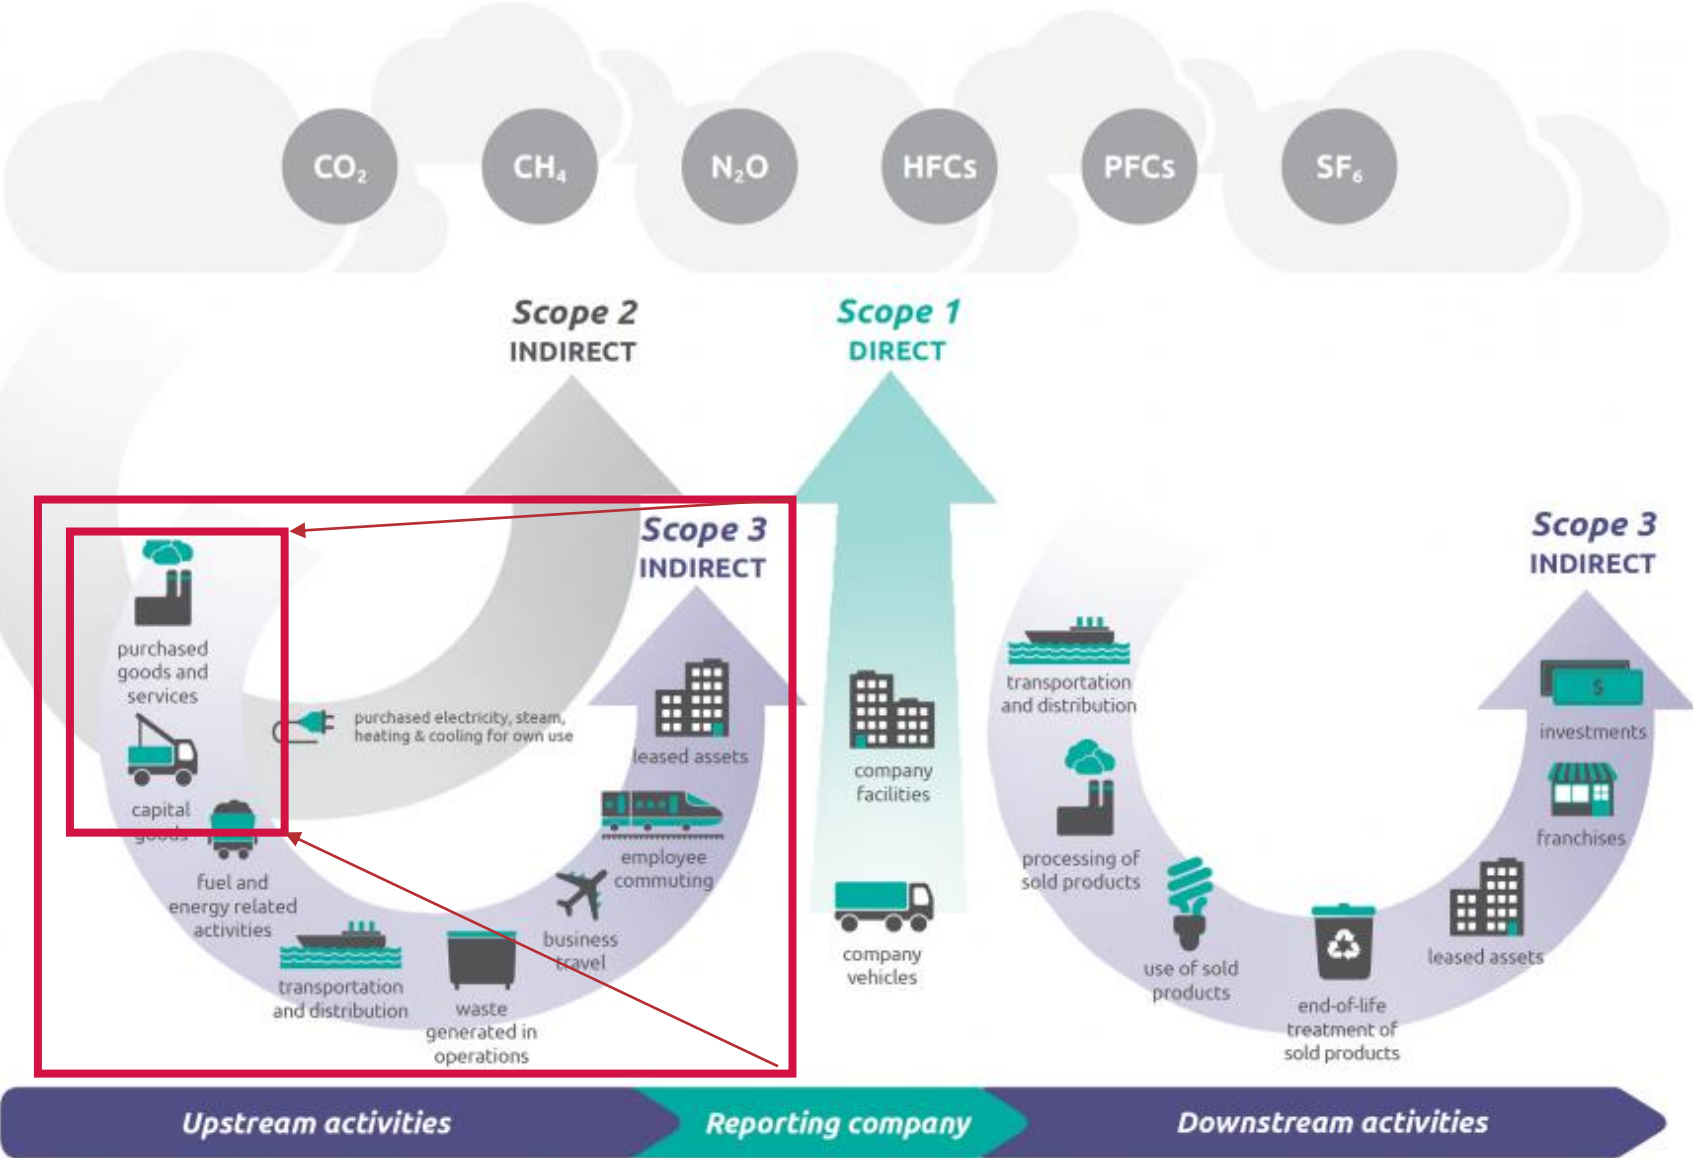 CO₂
CH₄
N₂O
HFCs
PFCs
SF₆
Scope 2
INDIRECT
Scope 1
DIRECT
Scope 3
INDIRECT
Scope 3
INDIRECT
purchased
goods and
services
capital
goods
fuel and
energy related
activities
transportation
and distribution
waste
generated in
operations
business
travel
employee
commuting
leased assets
purchased electricity, steam,
heating & cooling for own use
company
facilities
company
vehicles
transportation
and distribution
processing of
sold products
use of sold
products
end-of-life
treatment of
sold products
leased assets
franchises
$
investments
Upstream activities
Reporting company
Downstream activities